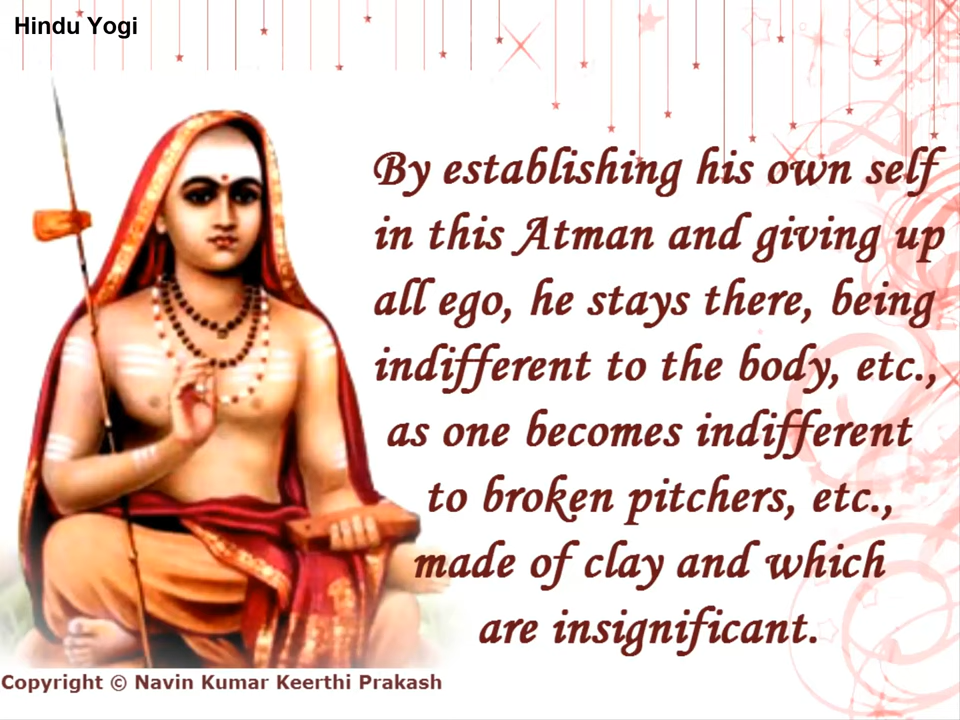 Hindu Yogi
By establishing his own self
in this Atman and giving up
all ego, he stays there, being
indifferent to the body, etc.,
as one becomes indifferent
to broken pitchers, etc.,
made of clay and which
are insignificant.
Copyright © Navin Kumar Keerthi Prakash